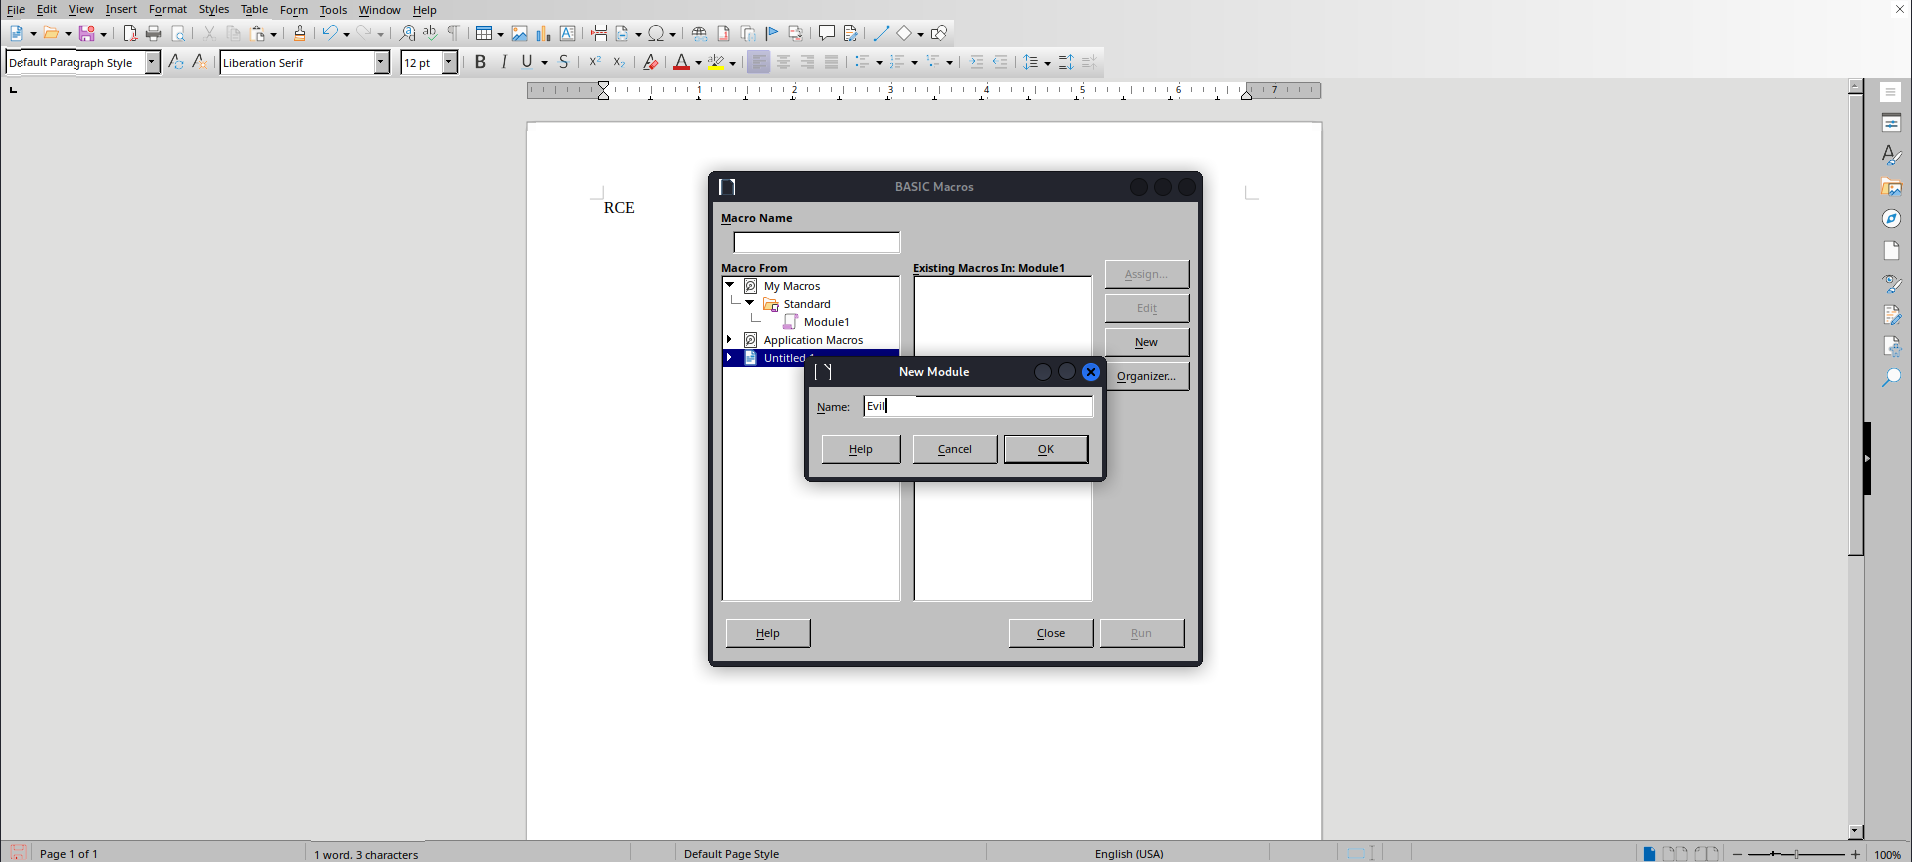 File Edit View Insert Format Styles Table Form Tools Window Help
Default Paragraph Style Liberation Serif 12 pt B I U S X² X₂ A
1 2 3 4 5 6 7
RCE
BASIC Macros
Macro Name
Macro From
Existing Macros In: Module1
My Macros
Standard
Module1
Application Macros
Untitled 1
Assign...
Edit
New
Organizer...
New Module
Name: Evil
Help Cancel OK
Help Close Run
Page 1 of 1 1 word, 3 characters Default Page Style English (USA) 100%